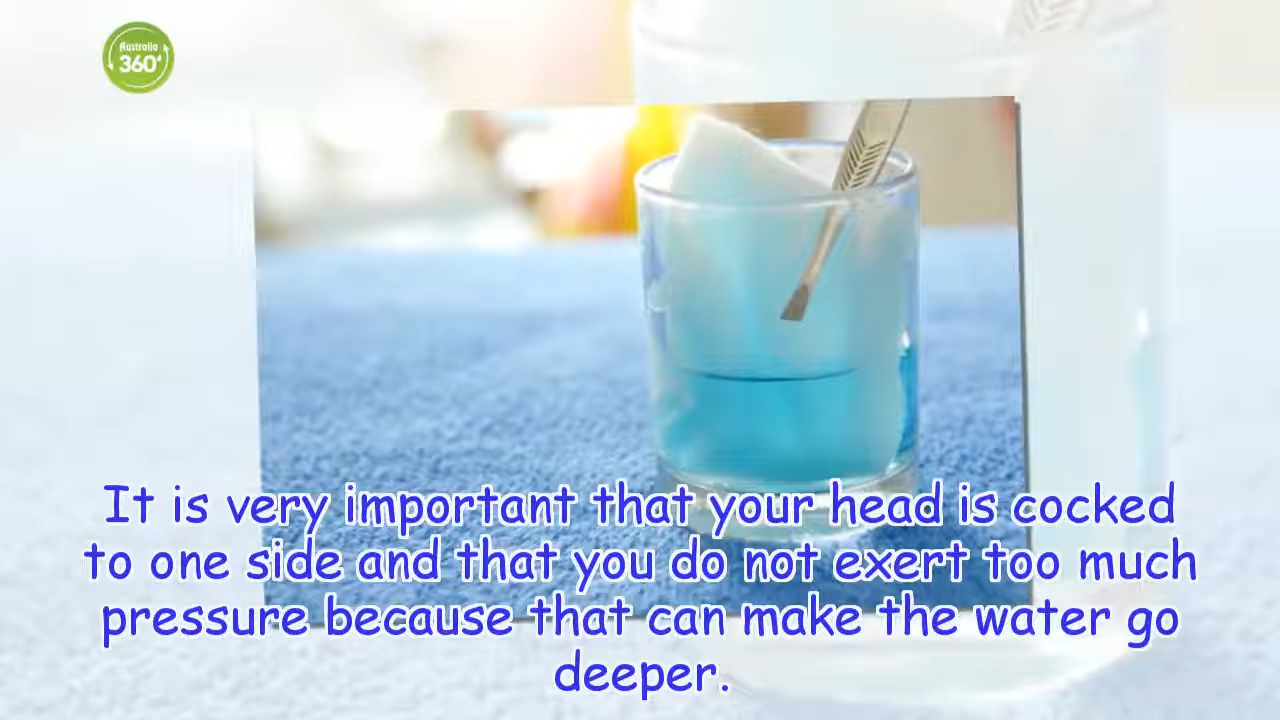 Australia
360°
It is very important that your head is cocked
to one side and that you do not exert too much
pressure because that can make the water go
deeper.